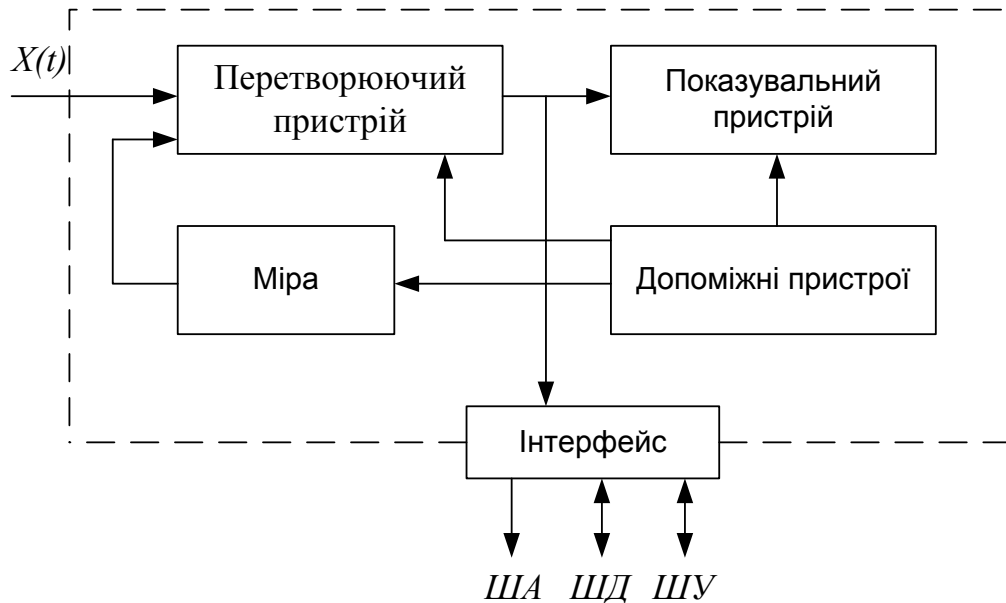 X(t)
Перетворюючий
пристрій
Показувальний
пристрій
Міра
Допоміжні пристрої
Інтерфейс
ША ШД ШУ